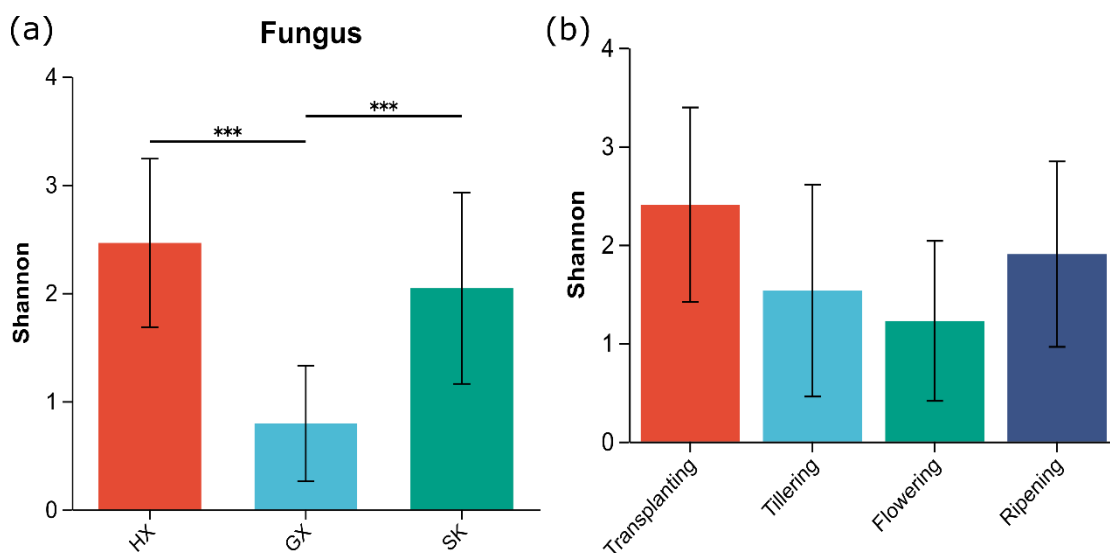 (a)
Fungus
Shannon
4
3
2
1
0
***
***
HX
GX
SK
(b)
Shannon
4
3
2
1
0
Transplanting
Tillering
Flowering
Ripening